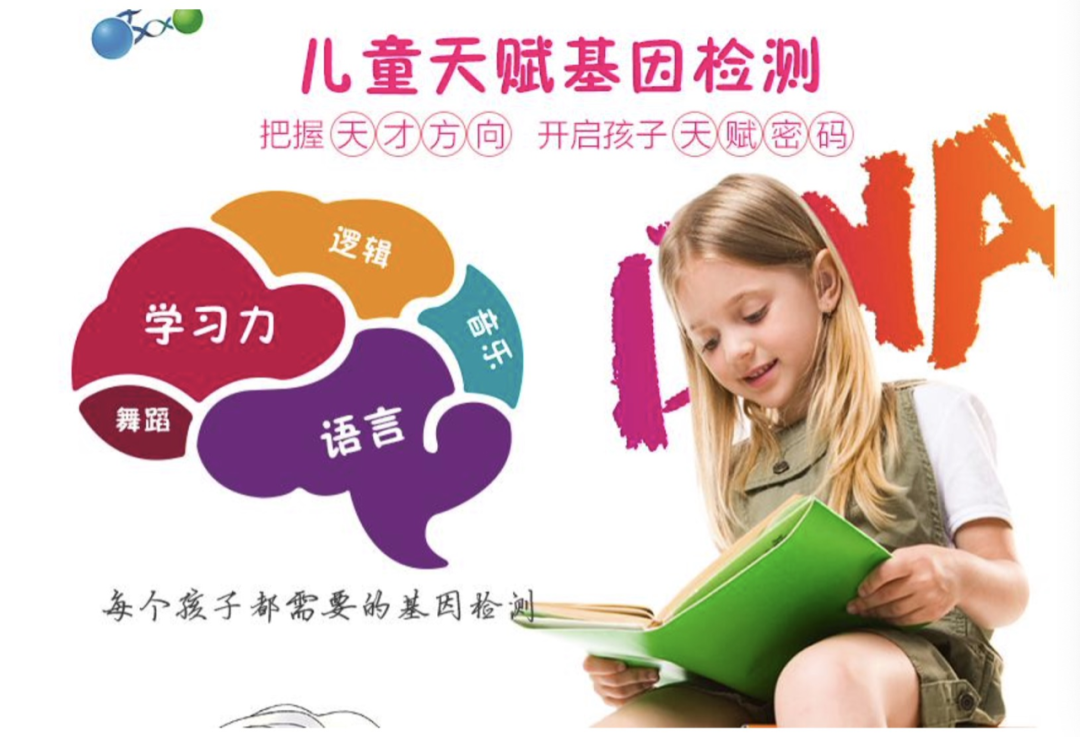 儿童天赋基因检测
把握天才方向 开启孩子天赋密码
DNA
逻辑
音乐
学习力
舞蹈
语言
每个孩子都需要的基因检测